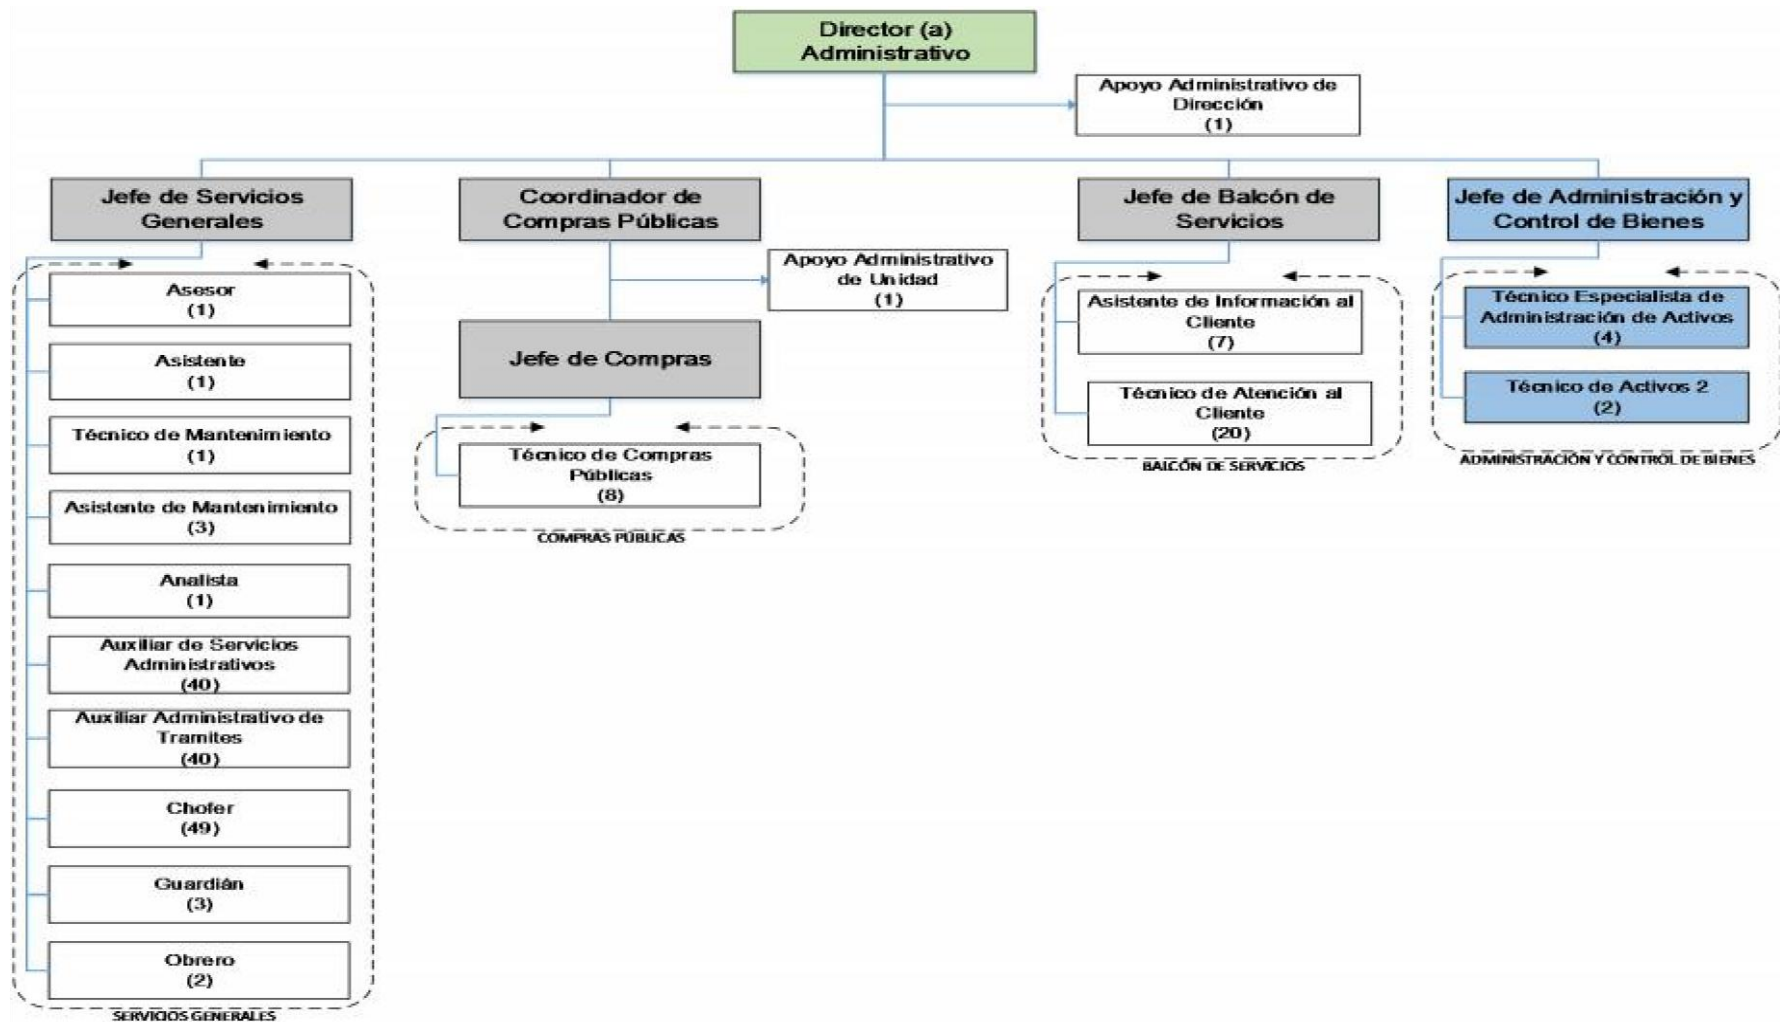 Director (a)
Administrativo
Apoyo Administrativo de
Dirección
(1)
Jefe de Servicios
Generales
Coordinador de
Compras Públicas
Jefe de Balcón de
Servicios
Jefe de Administración y
Control de Bienes
Asesor
(1)
Asistente
(1)
Técnico de Mantenimiento
(1)
Asistente de Mantenimiento
(3)
Analista
(1)
Auxiliar de Servicios
Administrativos
(40)
Auxiliar Administrativo de
Tramites
(40)
Chofer
(49)
Guardián
(3)
Obrero
(2)
SERVICIOS GENERALES
Apoyo Administrativo
de Unidad
(1)
Jefe de Compras
Técnico de Compras
Públicas
(8)
COMPRAS PÚBLICAS
Asistente de Información al
Cliente
(7)
Técnico de Atención al
Cliente
(20)
BALCÓN DE SERVICIOS
Técnico Especialista de
Administración de Activos
(4)
Técnico de Activos 2
(2)
ADMINISTRACIÓN Y CONTROL DE BIENES